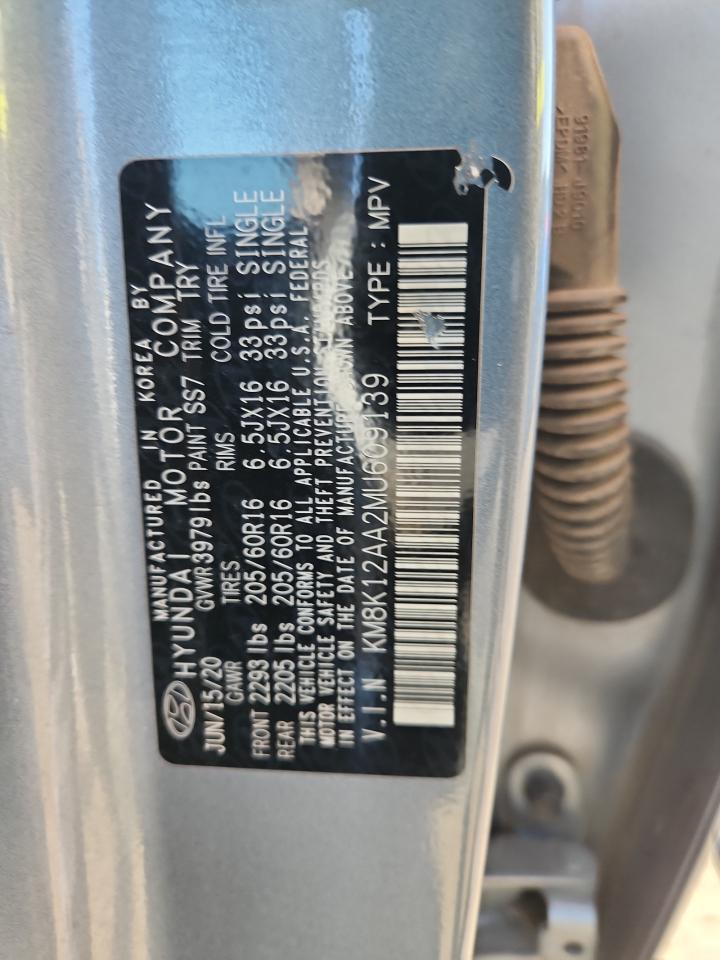 MANUFACTURED IN KOREA BY
HYUNDAI MOTOR COMPANY
JUN/15/20 GVWR 3979lbs PAINT SS7 TRIM TRY
GAWR TIRES RIMS COLD TIRE INFL
FRONT 2293 lbs 205/60R16 6.5JX16 33psi SINGLE
REAR 2205 lbs 205/60R16 6.5JX16 33psi SINGLE
THIS VEHICLE CONFORMS TO ALL APPLICABLE U.S.A. FEDERAL
MOTOR VEHICLE SAFETY AND THEFT PREVENTION STANDARDS
IN EFFECT ON THE DATE OF MANUFACTURE SHOWN ABOVE.
V.I.N KM8K12AA2MU609139 TYPE : MPV